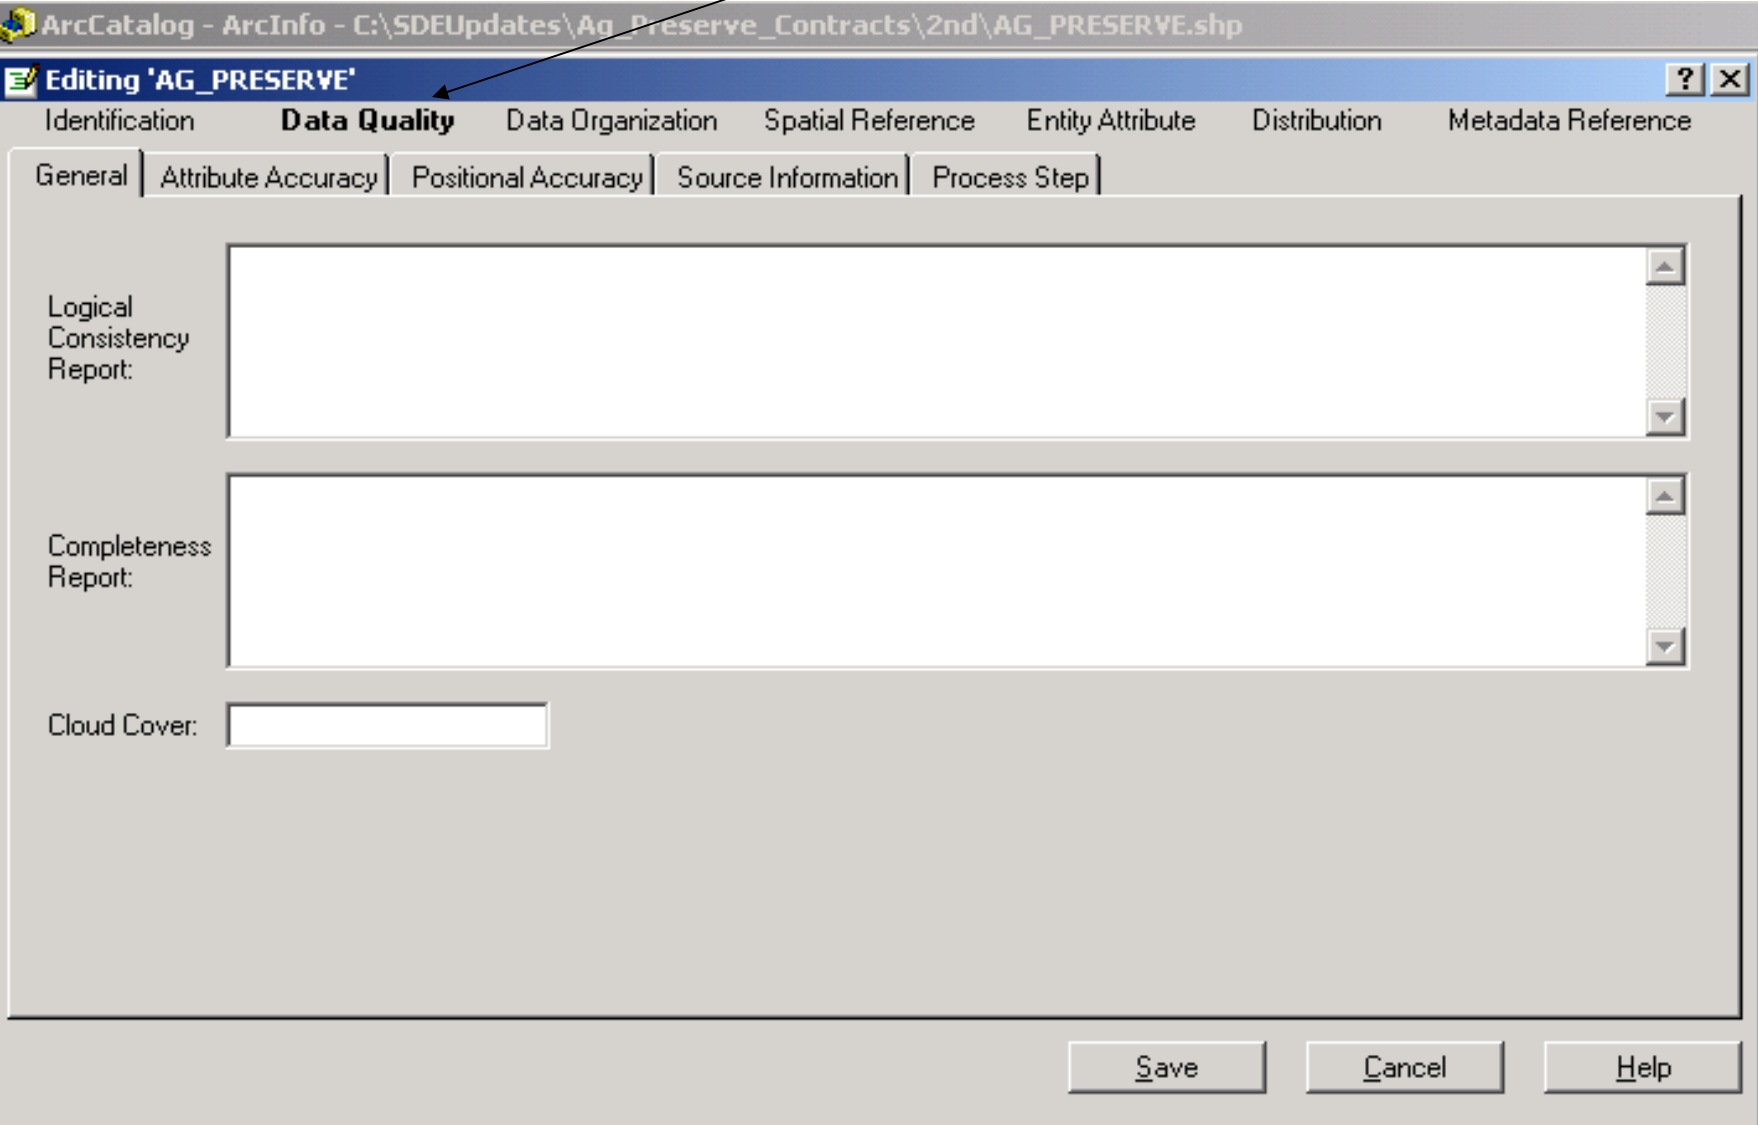 ArcCatalog - ArcInfo - C:\SDEUpdates\Ag_Preserve_Contracts\2nd\AG_PRESERVE.shp
Editing 'AG_PRESERVE' ? X
Identification Data Quality Data Organization Spatial Reference Entity Attribute Distribution Metadata Reference
General Attribute Accuracy Positional Accuracy Source Information Process Step
Logical
Consistency
Report:
Completeness
Report:
Cloud Cover:
Save Cancel Help